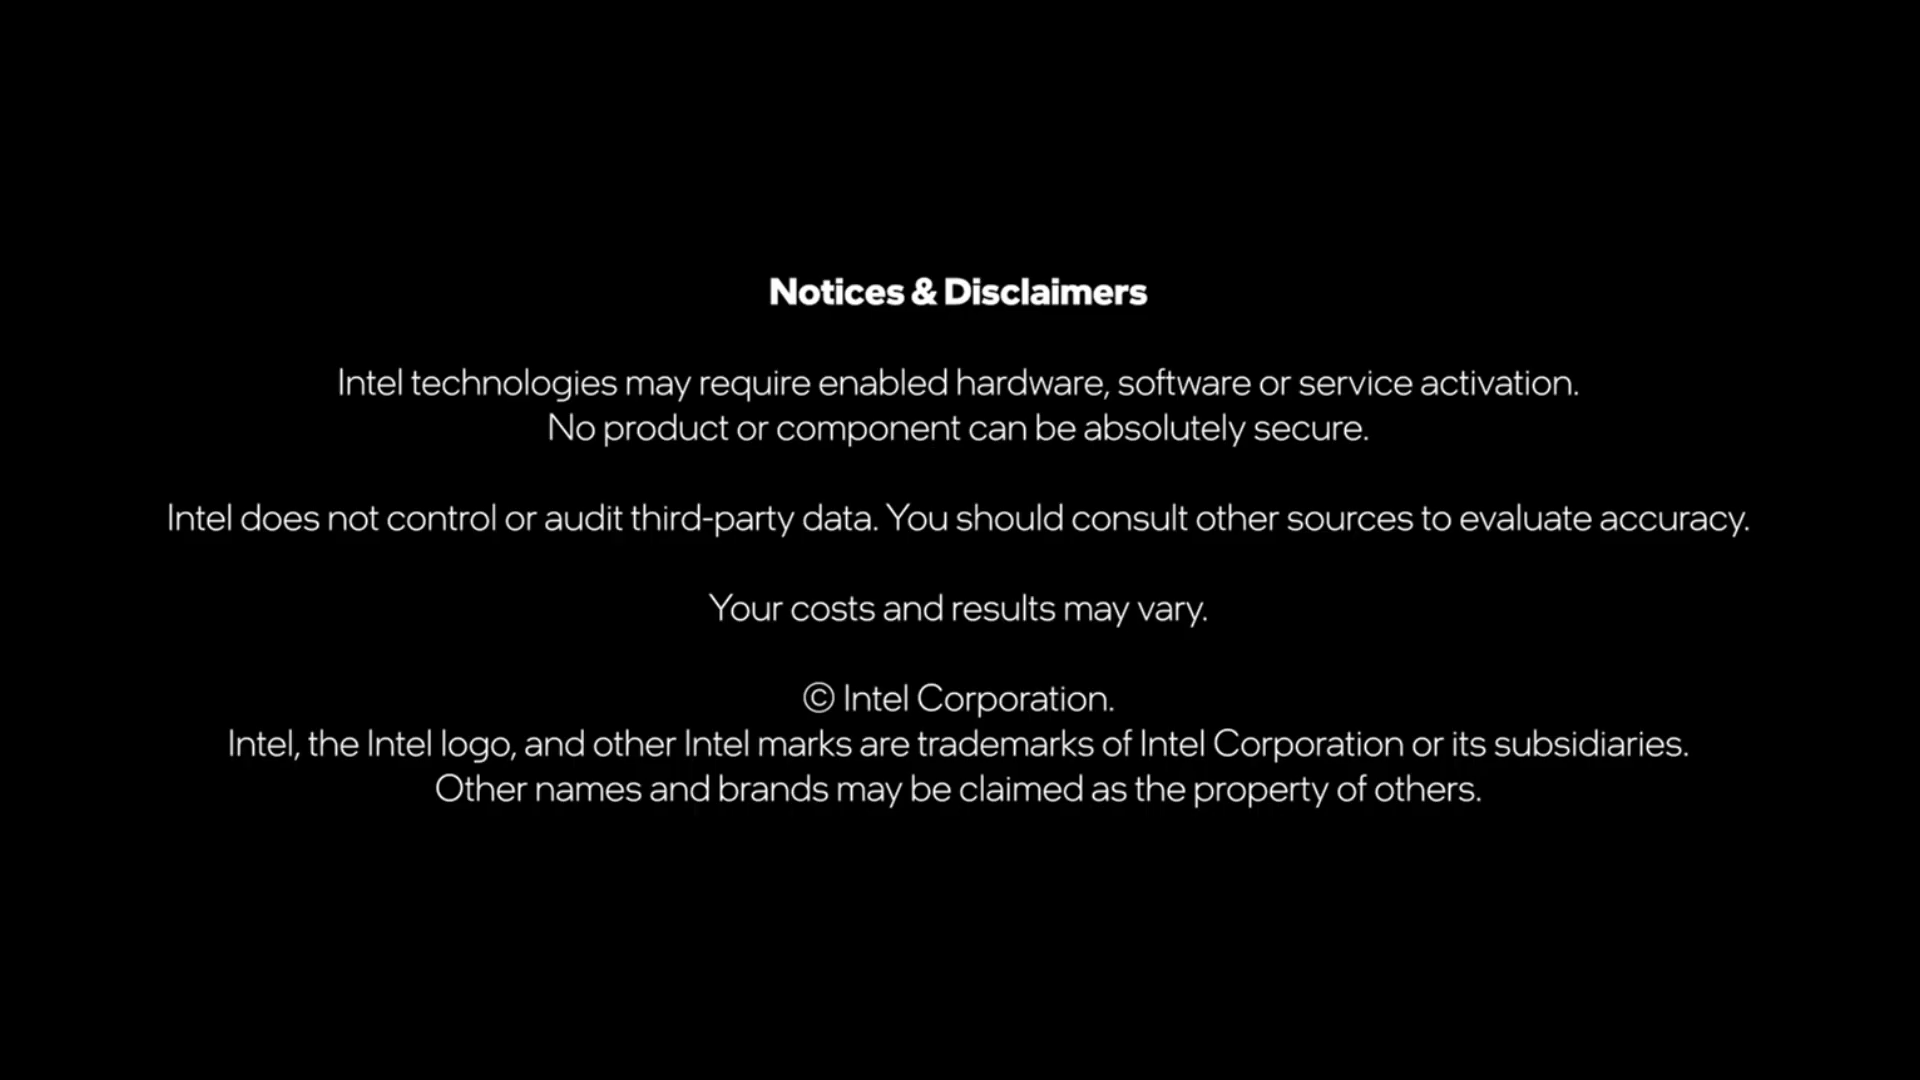 Notices & Disclaimers
Intel technologies may require enabled hardware, software or service activation.
No product or component can be absolutely secure.
Intel does not control or audit third-party data. You should consult other sources to evaluate accuracy.
Your costs and results may vary.
© Intel Corporation.
Intel, the Intel logo, and other Intel marks are trademarks of Intel Corporation or its subsidiaries.
Other names and brands may be claimed as the property of others.